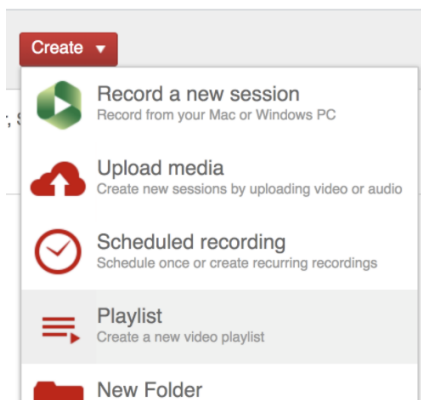 Create
Record a new session
Record from your Mac or Windows PC
Upload media
Create new sessions by uploading video or audio
Scheduled recording
Schedule once or create recurring recordings
Playlist
Create a new video playlist
New Folder